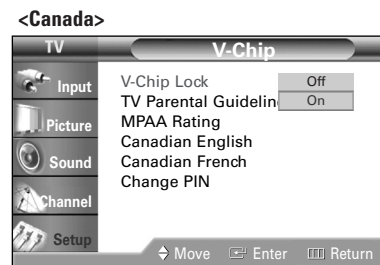 <Canada>
TV
V-Chip
Input
Picture
Sound
Channel
Setup
V-Chip Lock Off
TV Parental Guidelin On
MPAA Rating
Canadian English
Canadian French
Change PIN
Move Enter Return